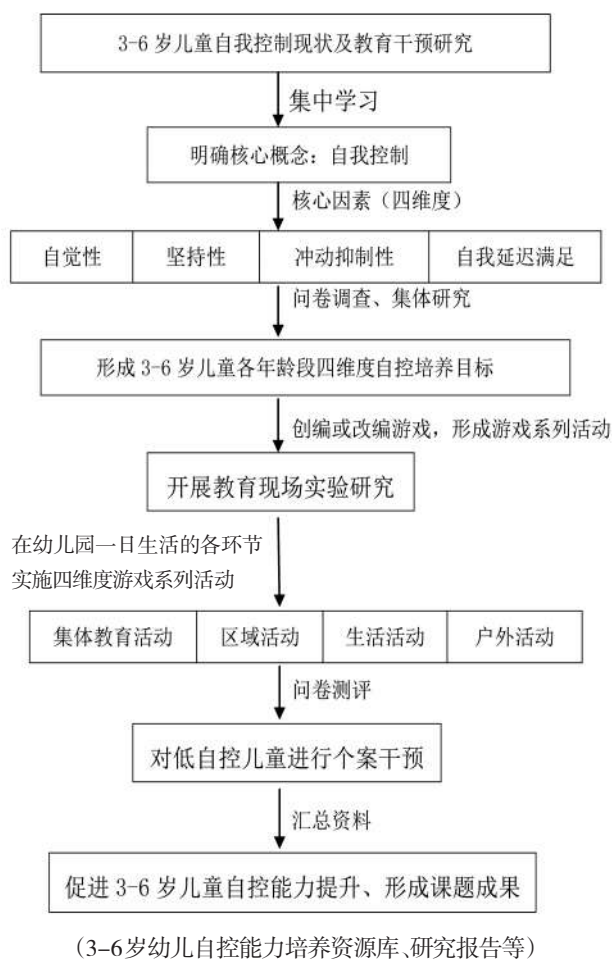 3-6 岁儿童自我控制现状及教育干预研究
集中学习
明确核心概念：自我控制
核心因素（四维度）
自觉性 坚持性 冲动抑制性 自我延迟满足
问卷调查、集体研究
形成 3-6 岁儿童各年龄段四维度自控培养目标
创编或改编游戏，形成游戏系列活动
开展教育现场实验研究
在幼儿园一日生活的各环节
实施四维度游戏系列活动
集体教育活动 区域活动 生活活动 户外活动
问卷测评
对低自控儿童进行个案干预
汇总资料
促进 3-6 岁儿童自控能力提升、形成课题成果
（3–6岁幼儿自控能力培养资源库、研究报告等）